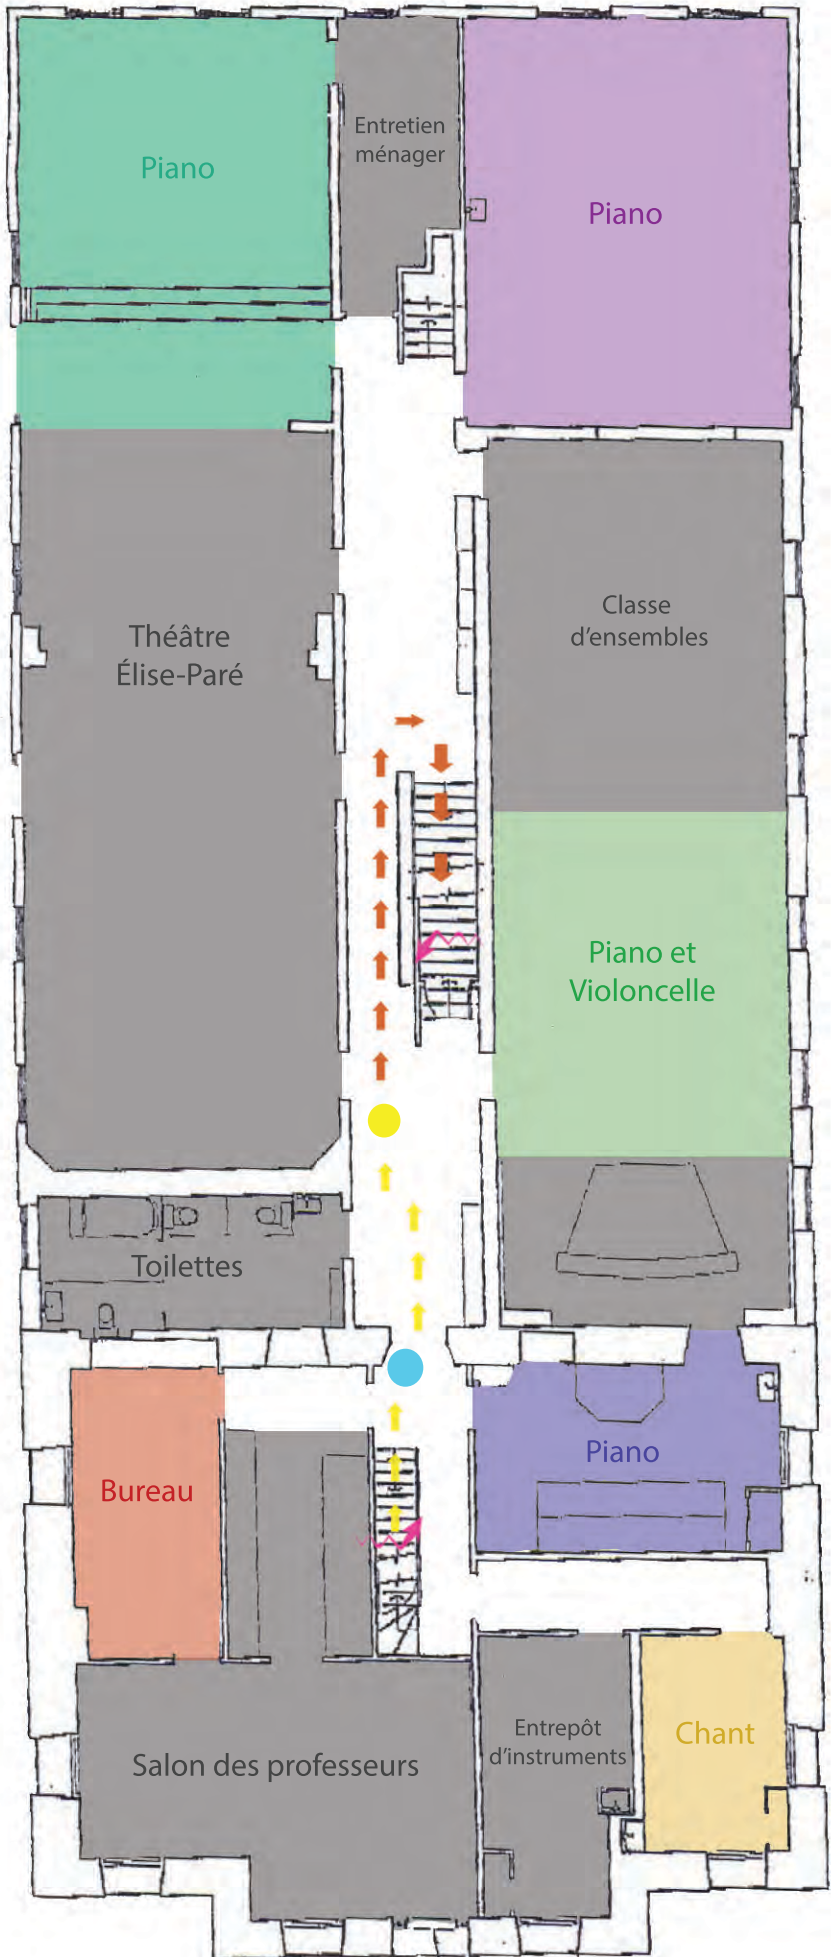 Piano
Entretien
ménager
Piano
Théâtre
Élise-Paré
Classe
d'ensembles
Piano et
Violoncelle
Toilettes
Bureau
Piano
Salon des professeurs
Entrepôt
d'instruments
Chant